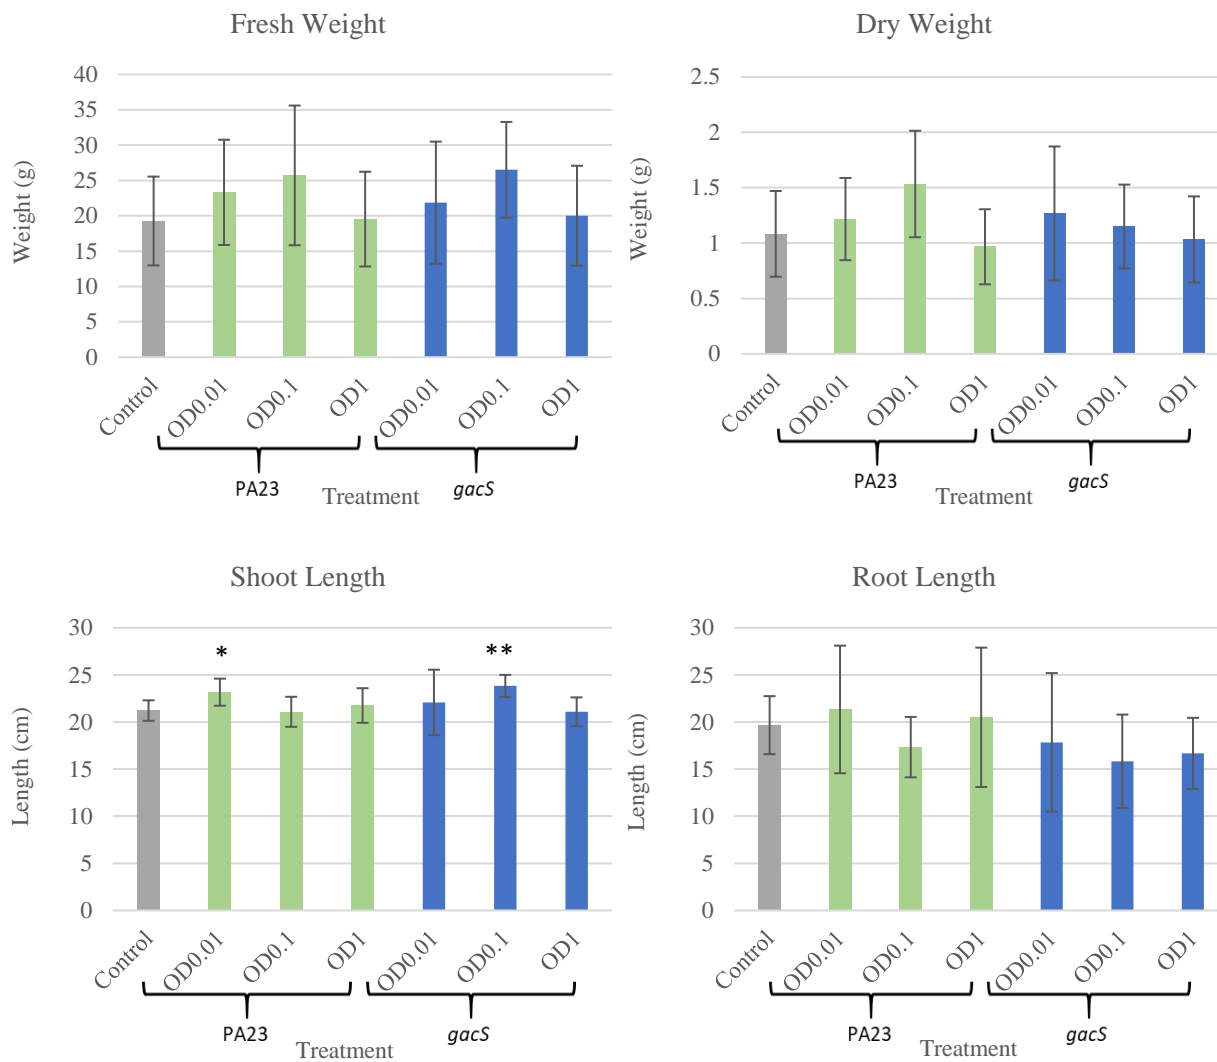 Fresh Weight
Weight (g)
40
35
30
25
20
15
10
5
0
Control
OD0.01
OD0.1
OD1
OD0.01
OD0.1
OD1
PA23
gacS
Treatment
Dry Weight
Weight (g)
2.5
2
1.5
1
0.5
0
Control
OD0.01
OD0.1
OD1
OD0.01
OD0.1
OD1
PA23
gacS
Treatment
Shoot Length
Length (cm)
30
25
20
15
10
5
0
*
**
Control
OD0.01
OD0.1
OD1
OD0.01
OD0.1
OD1
PA23
gacS
Treatment
Root Length
Length (cm)
30
25
20
15
10
5
0
Control
OD0.01
OD0.1
OD1
OD0.01
OD0.1
OD1
PA23
gacS
Treatment